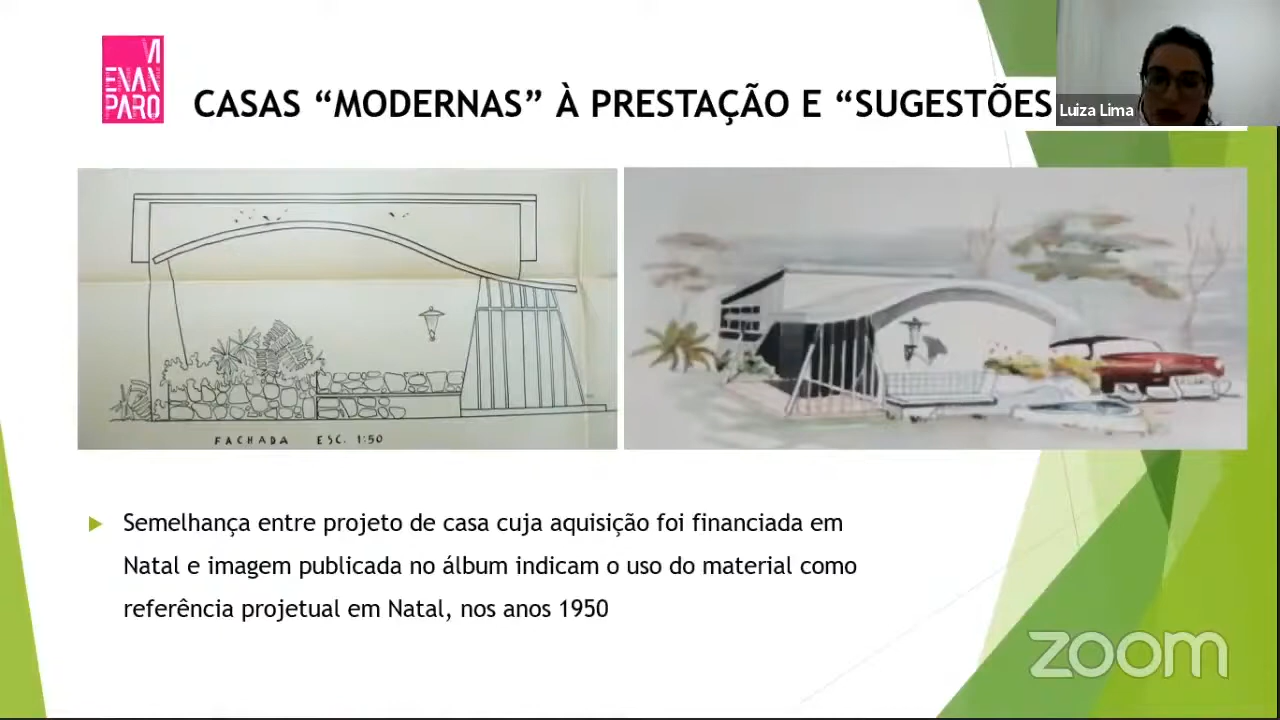 VI
ENAN
PARQ
CASAS “MODERNAS” À PRESTAÇÃO E “SUGESTÕES
Luiza Lima
FACHADA ESC. 1:50
Semelhança entre projeto de casa cuja aquisição foi financiada em
Natal e imagem publicada no álbum indicam o uso do material como
referência projetual em Natal, nos anos 1950
zoom